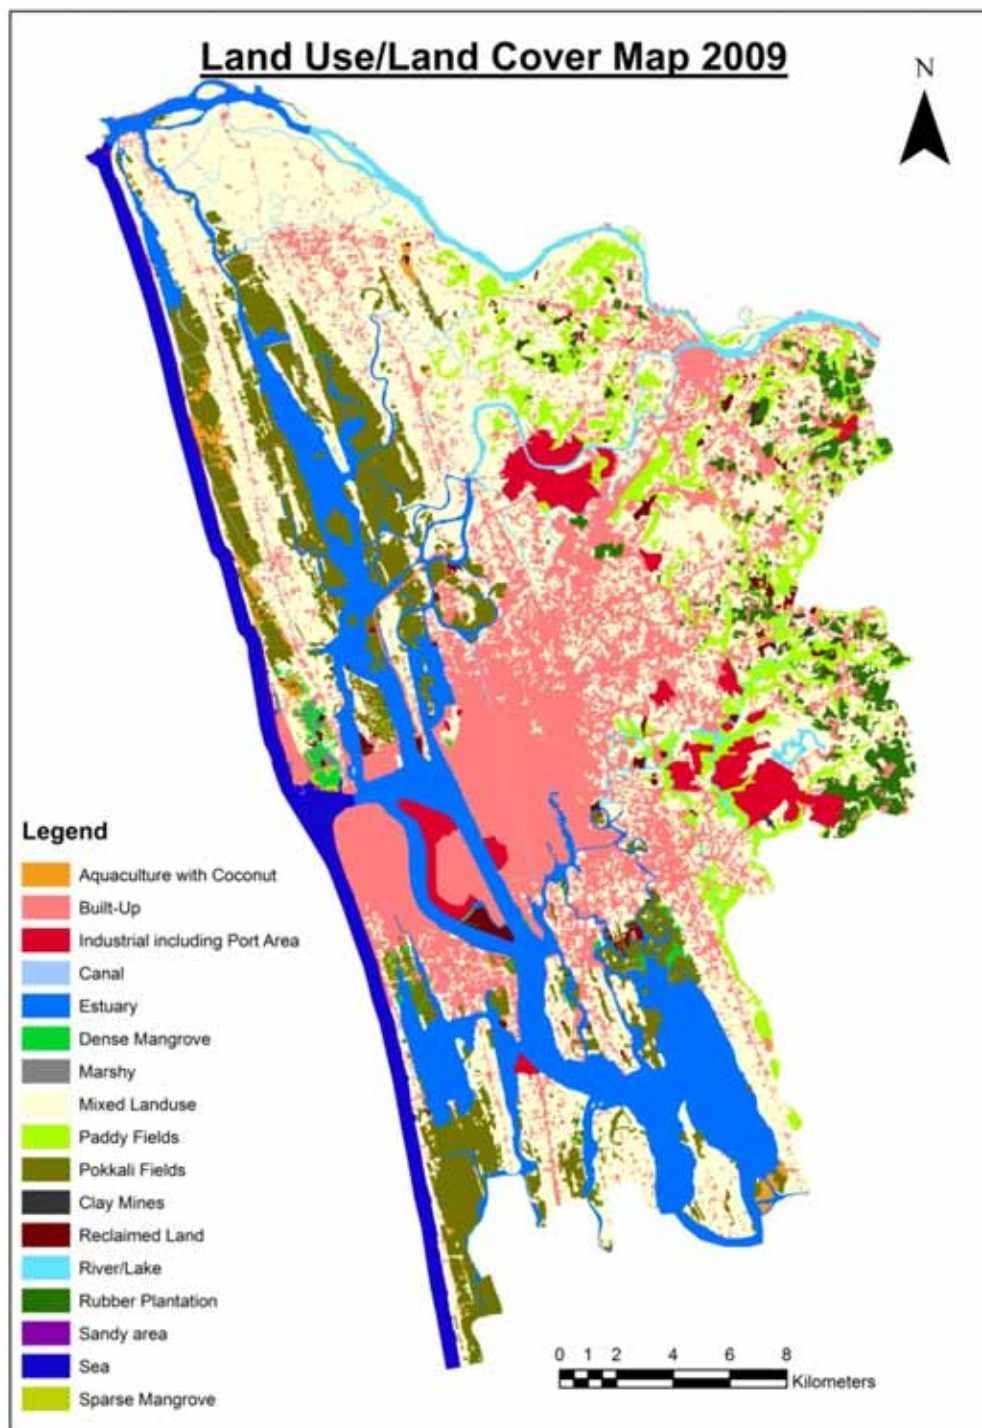 Land Use/Land Cover Map 2009
N
Legend
Aquaculture with Coconut
Built-Up
Industrial including Port Area
Canal
Estuary
Dense Mangrove
Marshy
Mixed Landuse
Paddy Fields
Pokkali Fields
Clay Mines
Reclaimed Land
River/Lake
Rubber Plantation
Sandy area
Sea
Sparse Mangrove
0 1 2 4 6 8
Kilometers